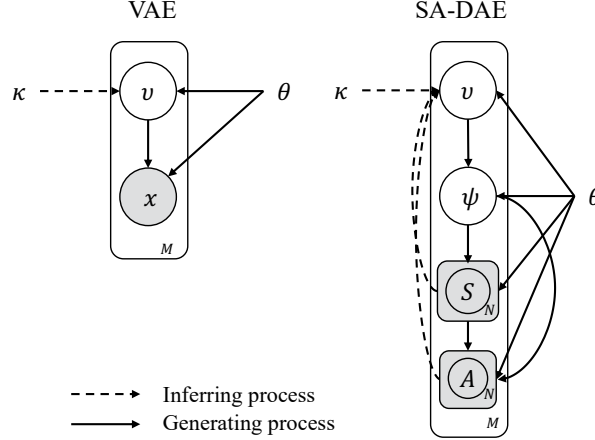 VAE
κ
υ
θ
x
M
SA-DAE
κ
υ
ψ
θ
S
N
A
N
M
Inferring process
Generating process